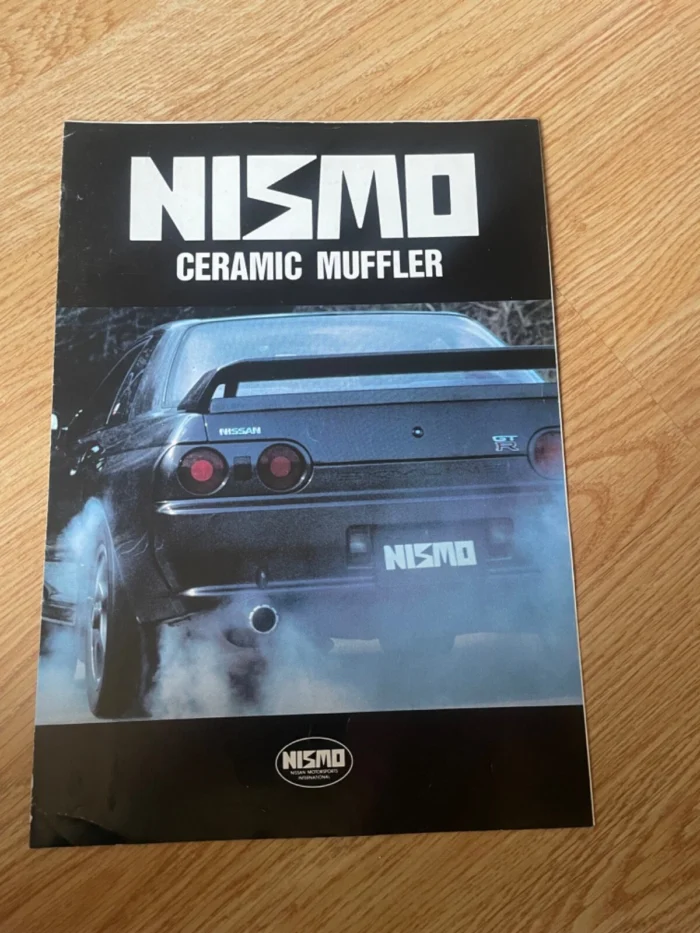 NISMO
CERAMIC MUFFLER
NISSAN
GT
R
NISMO
NISMO
NISSAN MOTORSPORTS
INTERNATIONAL